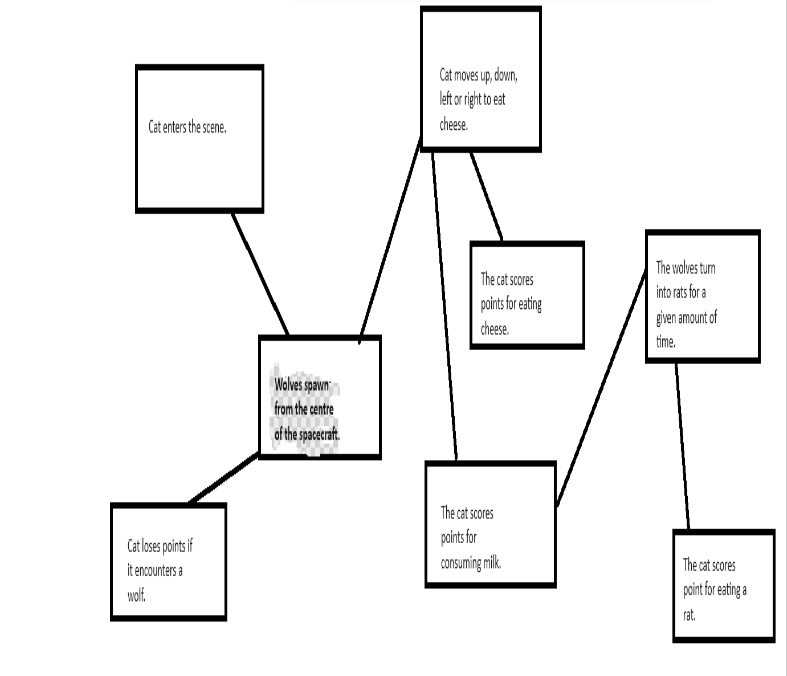 Cat enters the scene.
Cat moves up, down,
left or right to eat
cheese.
The cat scores
points for eating
cheese.
The wolves turn
into rats for a
given amount of
time.
Wolves spawn
from the centre
of the spacecraft.
Cat loses points if
it encounters a
wolf.
The cat scores
points for
consuming milk.
The cat scores
point for eating a
rat.